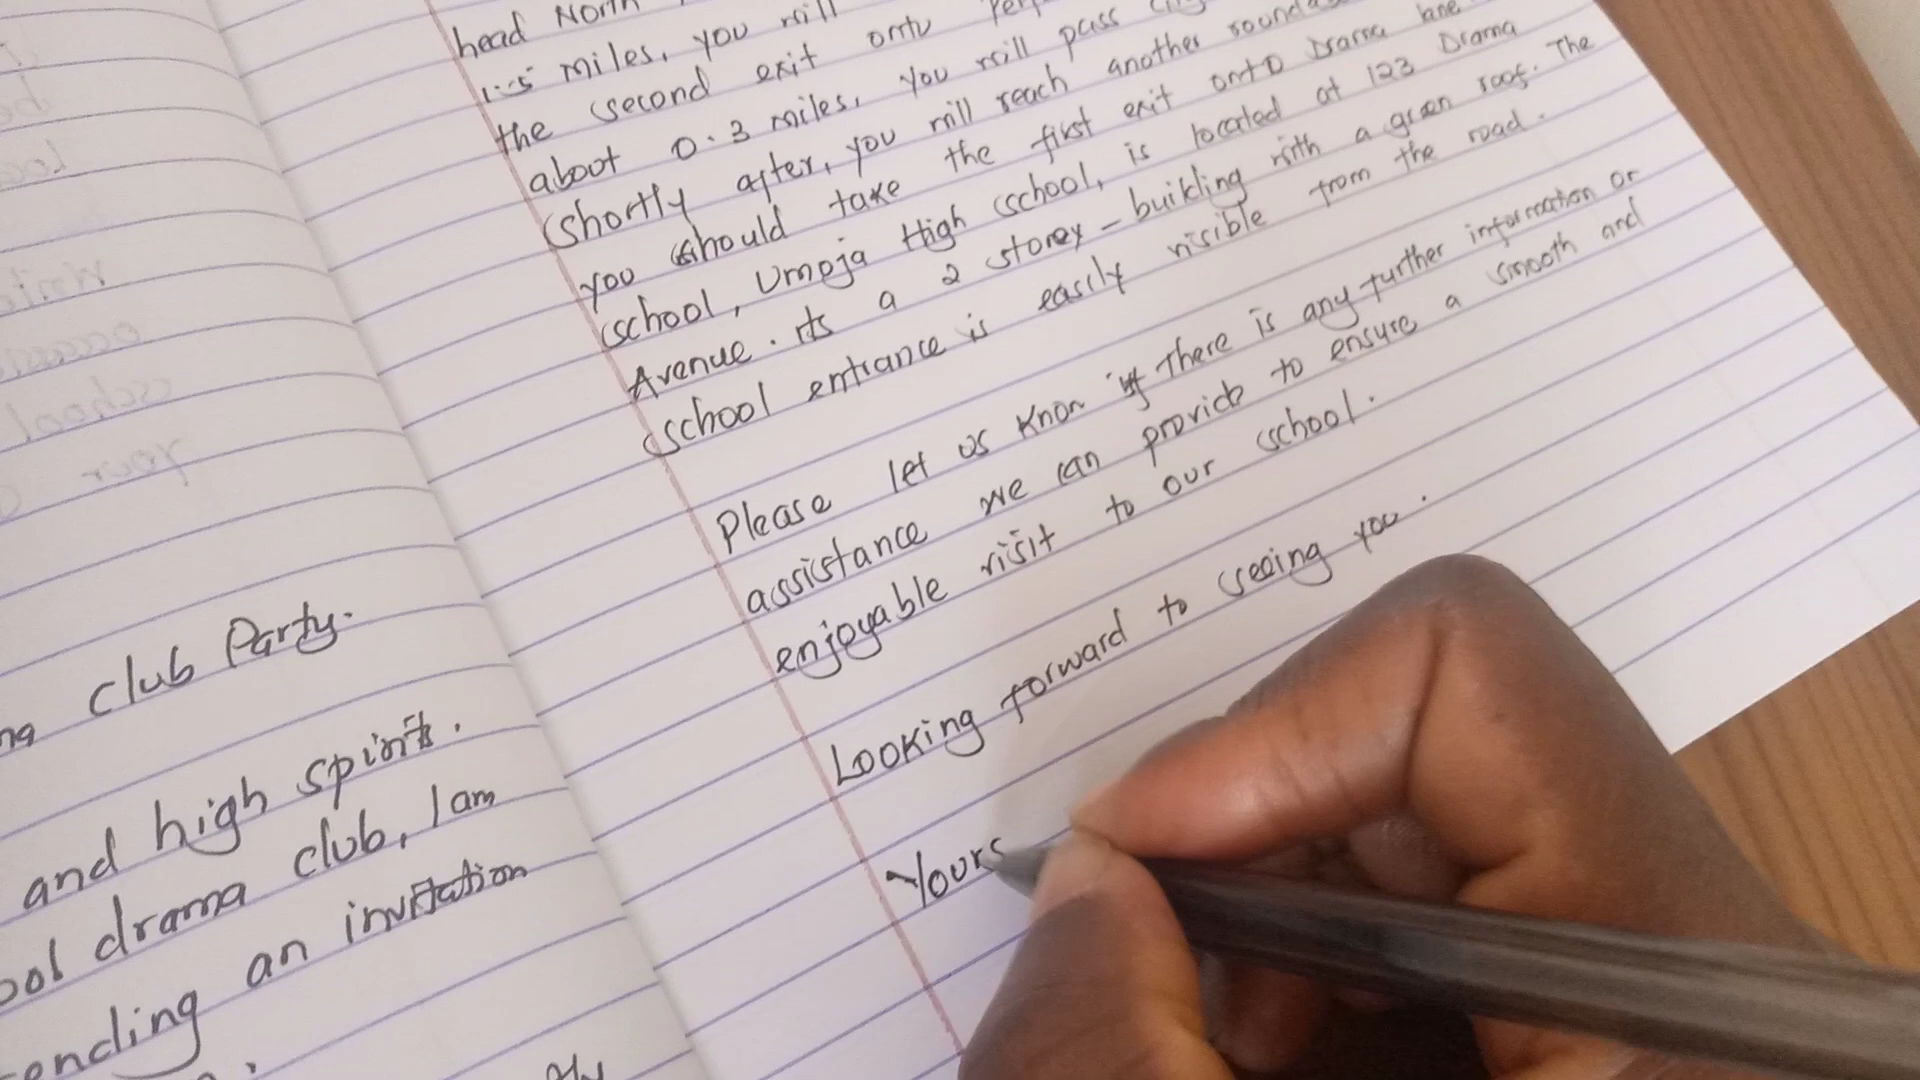 club Party.
and high spirits.
drama club, I am
an invitation
head North
1.5 miles, you will
the second exit onto
about 0.3 miles, you will pass
shortly after, you will reach another
you should take the first exit onto Drama lane
school, Umoja High school, is located at 123 Drama
Avenue. its a 2 storey - building with a green roof. The
school entrance is easily visible from the road.
Please let us know if There is any further information or
assistance we can provide to ensure a smooth and
enjoyable visit to our school.
Looking forward to seeing you.
Yours